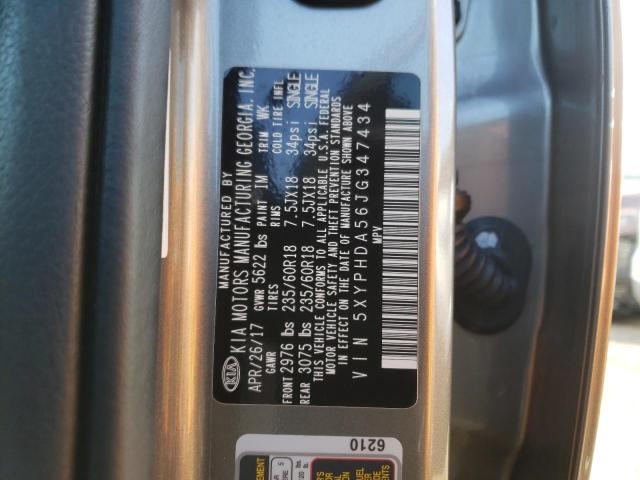 MANUFACTURED BY
KIA KIA MOTORS MANUFACTURING GEORGIA, INC.
APR/26/17 GVWR 5622 lbs PAINT IM TRIM WK
GAWR TIRES RIMS COLD TIRE INFL
FRONT 2976 lbs 235/60R18 7.5JX18 34psi SINGLE
REAR 3075 lbs 235/60R18 7.5JX18 34psi SINGLE
THIS VEHICLE CONFORMS TO ALL APPLICABLE U.S.A. FEDERAL
MOTOR VEHICLE SAFETY AND THEFT PREVENTION STANDARDS
IN EFFECT ON THE DATE OF MANUFACTURE SHOWN ABOVE
VIN 5XYPHDA56JG347434
MPV
6210